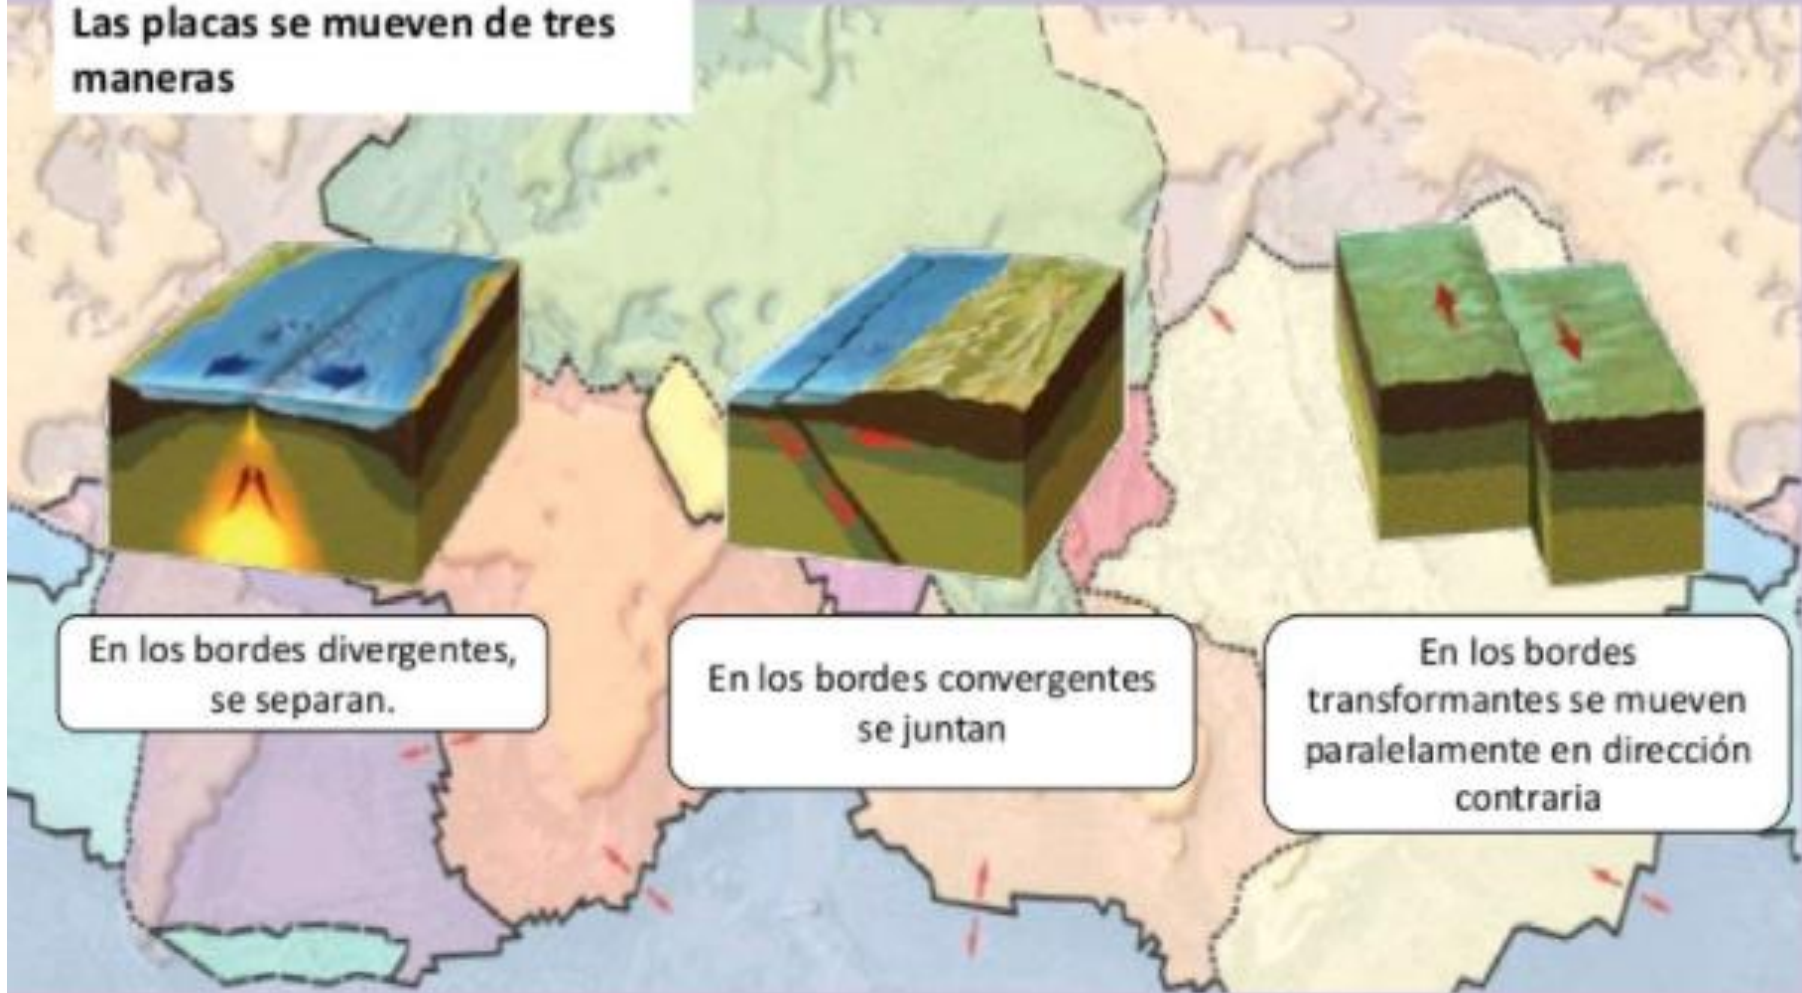 Las placas se mueven de tres
maneras
En los bordes divergentes,
se separan.
En los bordes convergentes
se juntan
En los bordes
transformantes se mueven
paralelamente en dirección
contraria